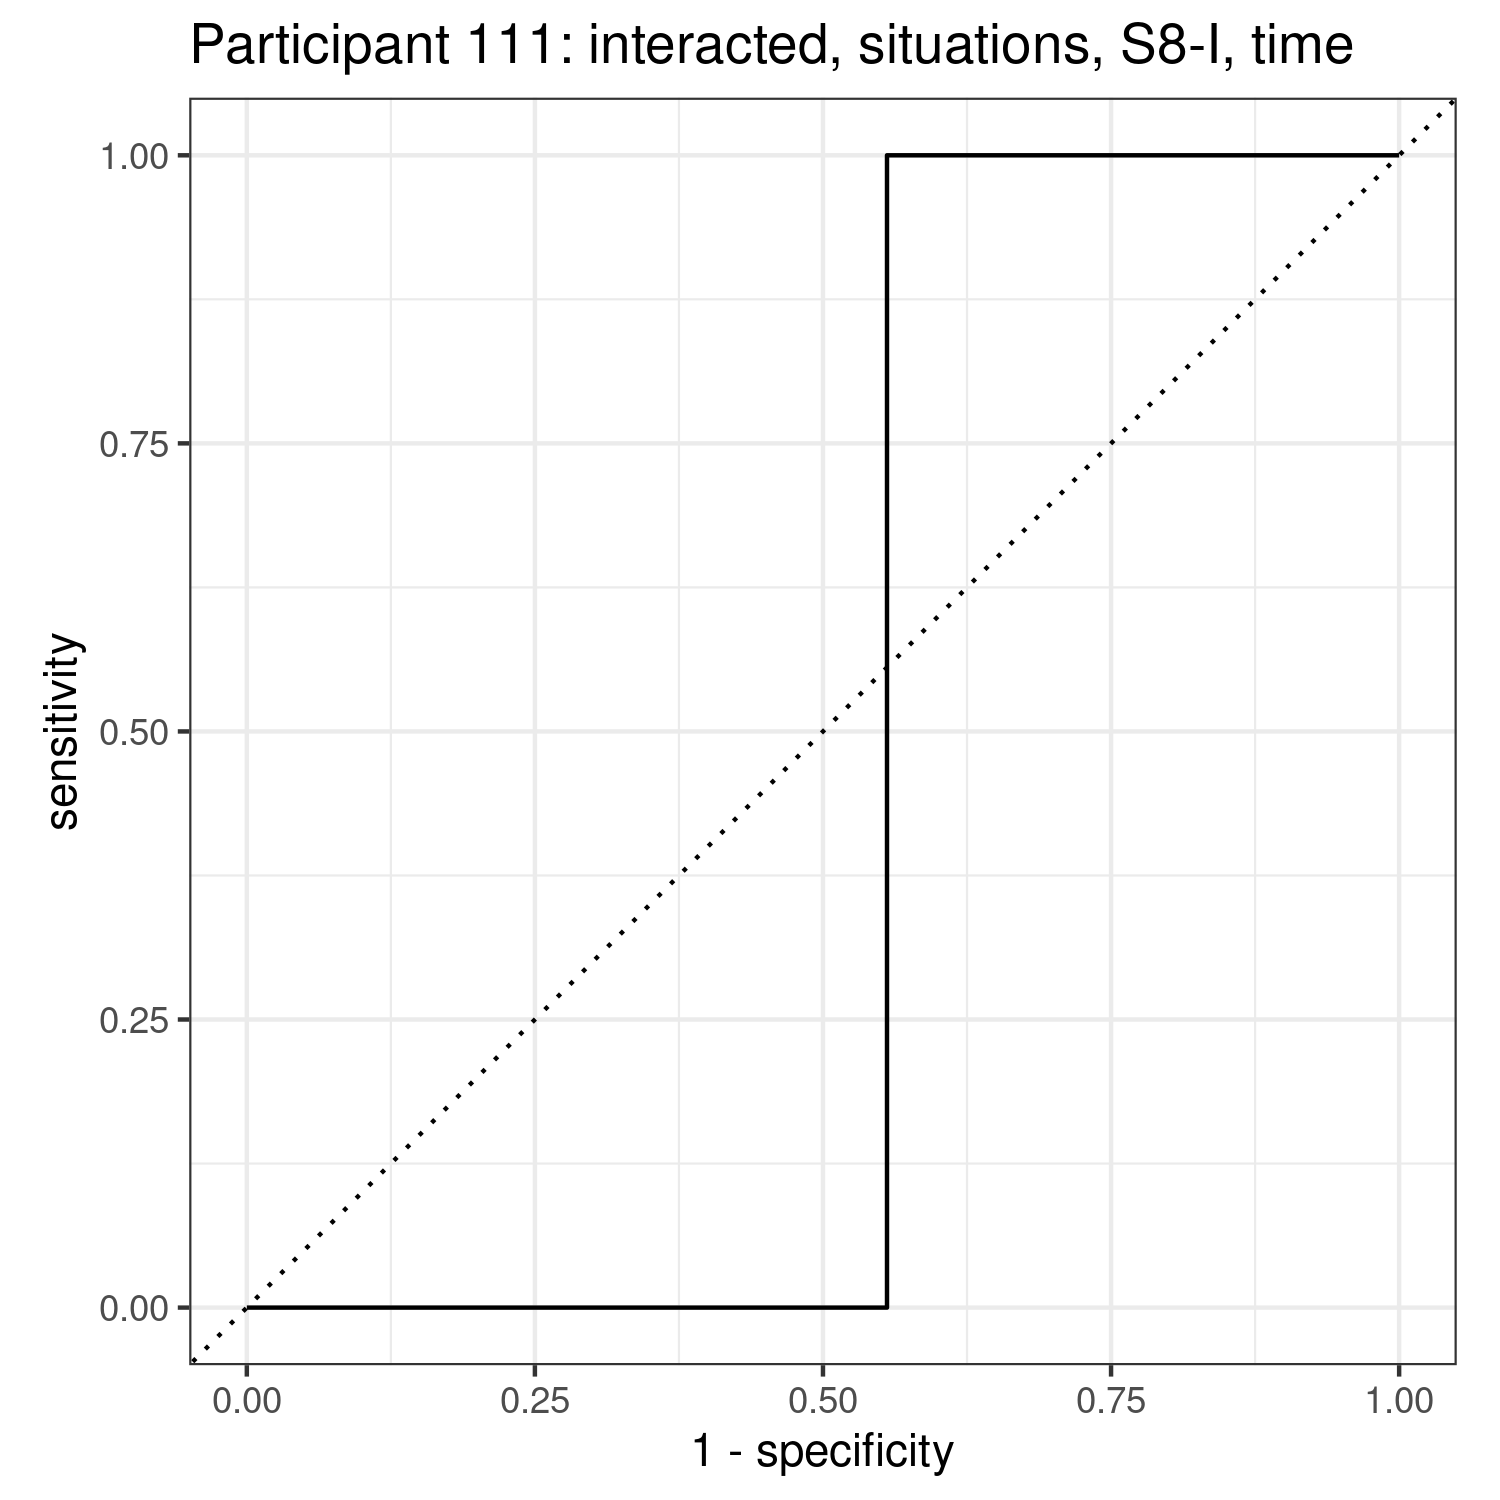 Participant 111: interacted, situations, S8-I, time
1.00
0.75
0.50
0.25
0.00
sensitivity
0.00 0.25 0.50 0.75 1.00
1 - specificity